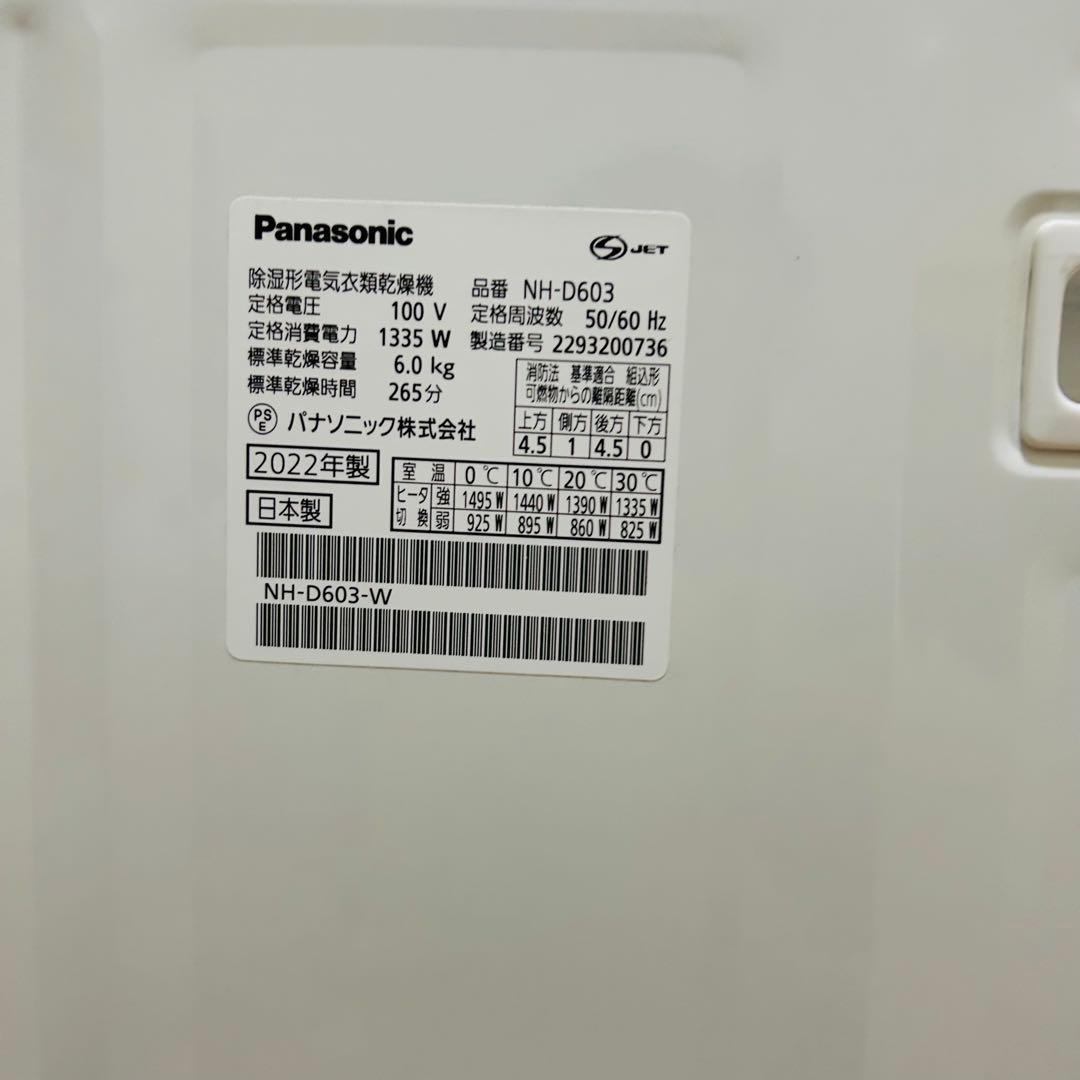 Panasonic
JET
除湿形電気衣類乾燥機 品番 NH-D603
定格電圧 100 V 定格周波数 50/60 Hz
定格消費電力 1335 W 製造番号 2293200736
標準乾燥容量 6.0 kg
標準乾燥時間 265分
消防法 基準適合 組込形
可燃物からの離隔距離(cm)
上方 側方 後方 下方
4.5 1 4.5 0
PSE パナソニック株式会社
2022年製
日本製
室温 0℃ 10℃ 20℃ 30℃
ヒータ切換 強 1495 W 1440 W 1390 W 1335 W
弱 925 W 895 W 860 W 825 W
NH-D603-W